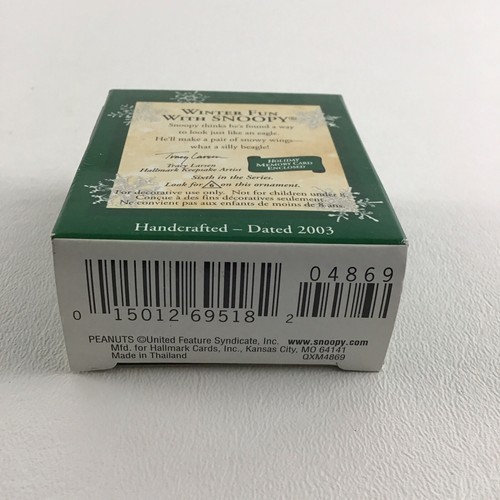 WINTER FUN
WITH SNOOPY®
Snoopy thinks he's found a way
to look just like an eagle.
He'll make a pair of snowy wings—
what a silly beagle!
Tracy Larsen
Tracy Larsen
Hallmark Keepsake Artist
HOLIDAY
MEMORY CARD
ENCLOSED
Sixth in the Series.
Look for 6 on this ornament.
For decorative use only. Not for children under 8.
Conçue à des fins décoratives seulement.
Ne convient pas aux enfants de moins de 8 ans.
Handcrafted – Dated 2003
04869
0 15012 69518 2
PEANUTS ©United Feature Syndicate, Inc. www.snoopy.com
Mfd. for Hallmark Cards, Inc., Kansas City, MO 64141
Made in Thailand QXM4869